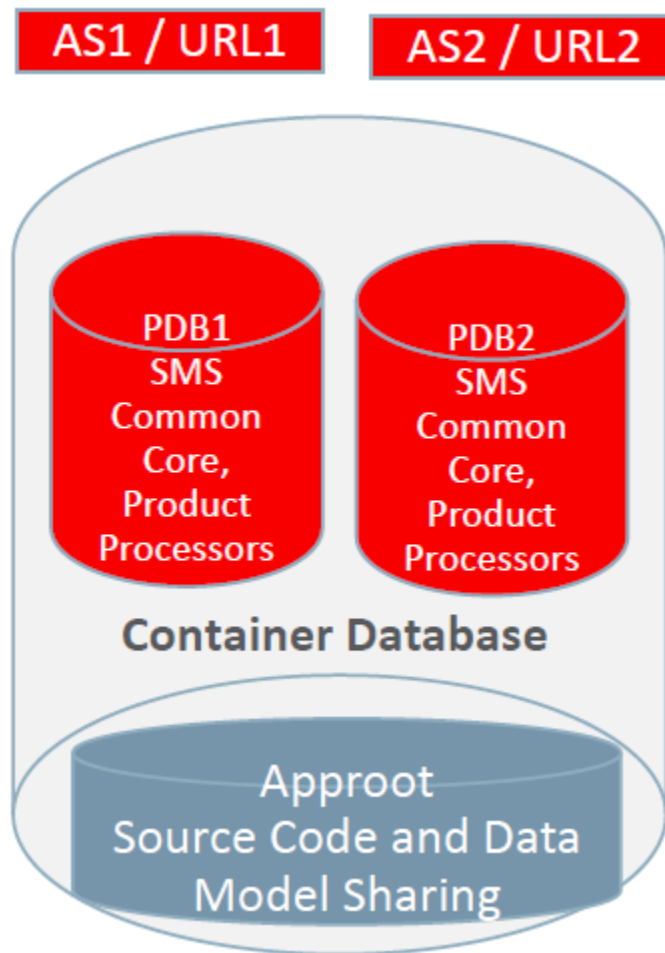 AS1 / URL1
AS2 / URL2
PDB1
SMS
Common
Core,
Product
Processors
PDB2
SMS
Common
Core,
Product
Processors
Container Database
Approot
Source Code and Data
Model Sharing